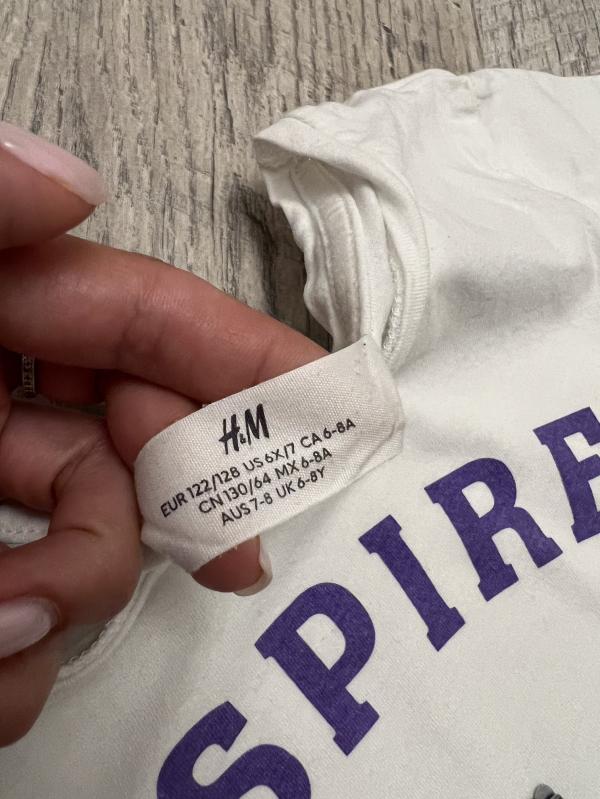 H&M
EUR 122/128 US 6X/7 CA 6-8A
CN 130/64 MX 6-8A
AUS 7-8 UK 6-8Y
SPIRE